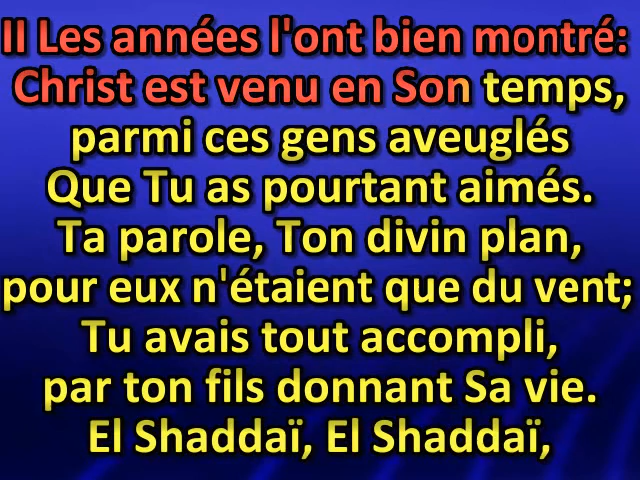 II Les années l'ont bien montré:
Christ est venu en Son temps,
parmi ces gens aveuglés
Que Tu as pourtant aimés.
Ta parole, Ton divin plan,
pour eux n'étaient que du vent;
Tu avais tout accompli,
par ton fils donnant Sa vie.
El Shaddaï, El Shaddaï,